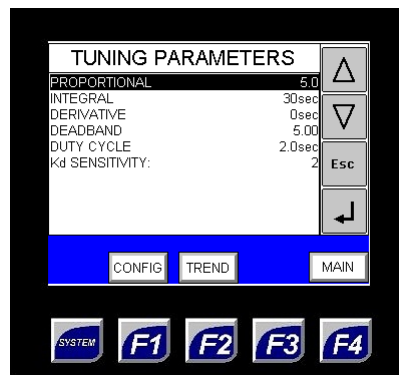 TUNING PARAMETERS
PROPORTIONAL 5.0
INTEGRAL 30sec
DERIVATIVE 0sec
DEADBAND 5.00
DUTY CYCLE 2.0sec
Kd SENSITIVITY: 2
Esc
CONFIG TREND MAIN
SYSTEM F1 F2 F3 F4